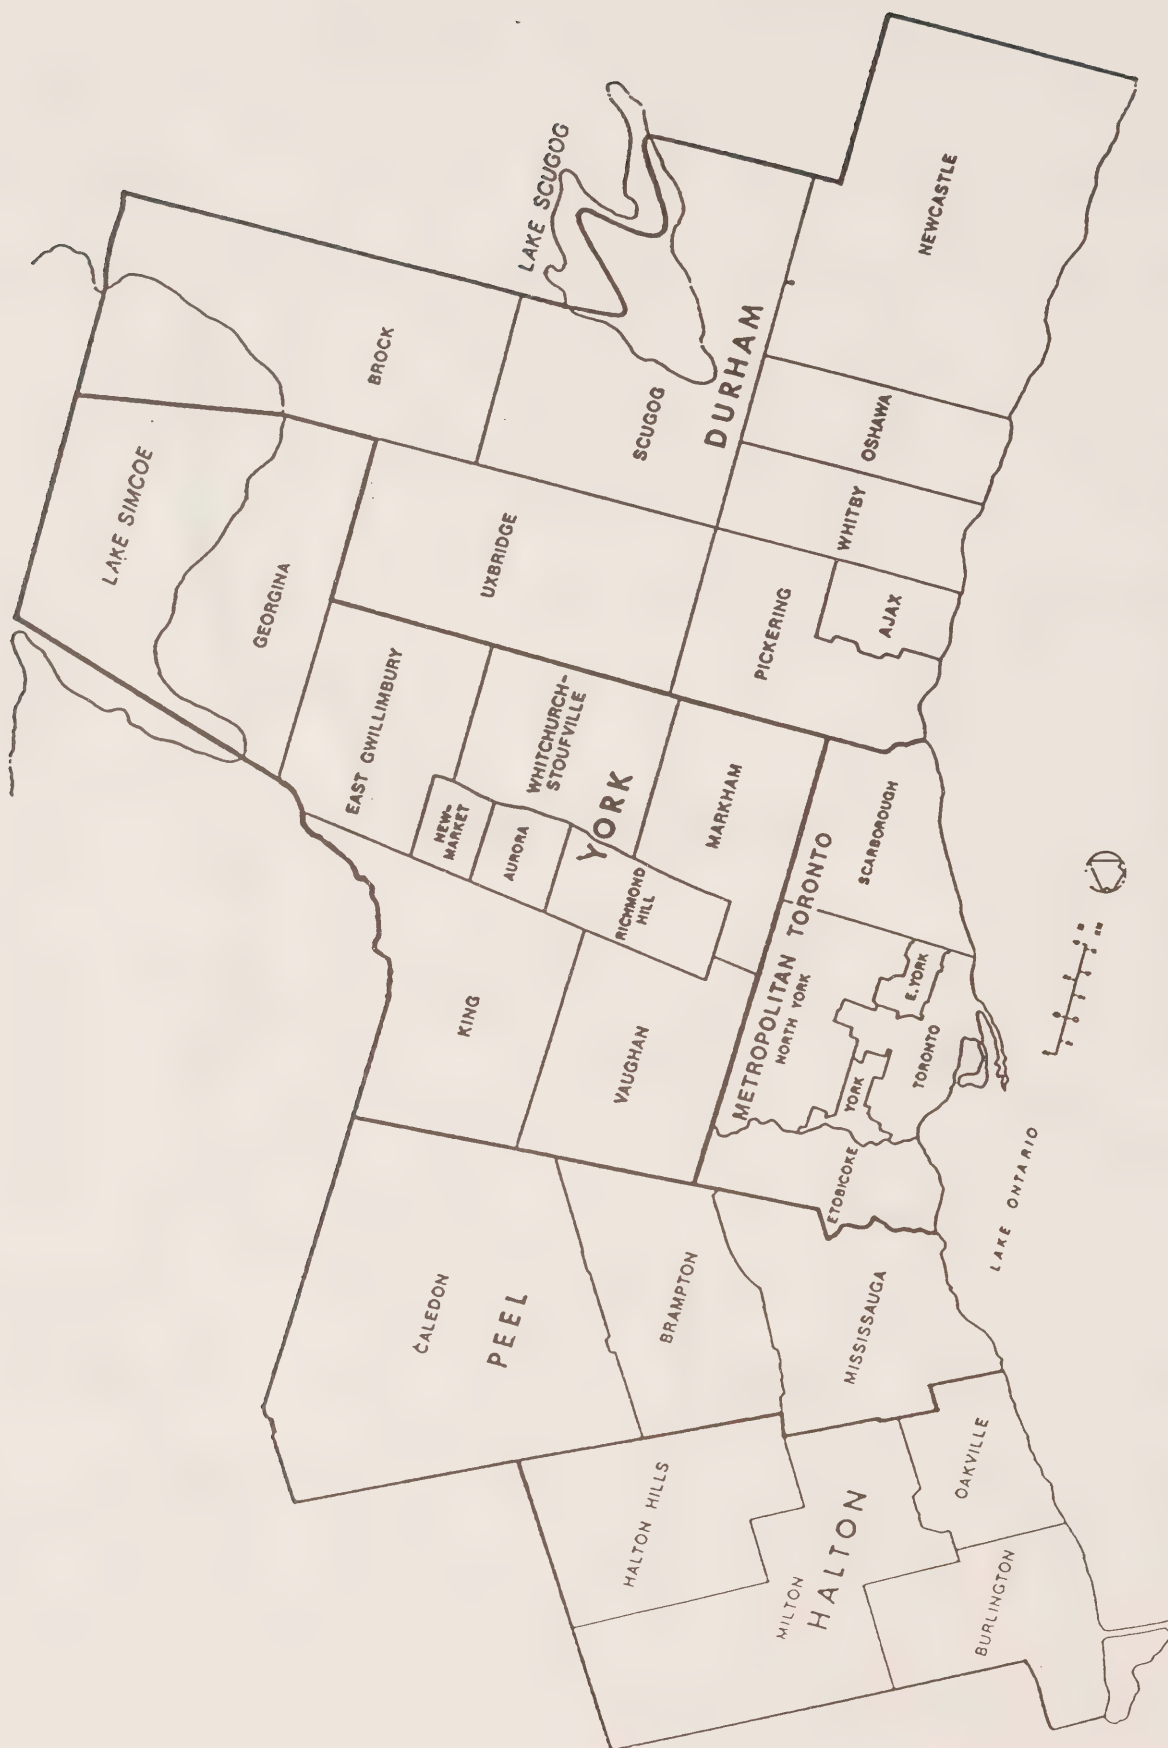 LAKE SCUGOG
NEWCASTLE
BROCK
SCUGOG
DURHAM
OSHAWA
LAKE SIMCOE
WHITBY
UXBRIDGE
GEORGINA
AJAX
PICKERING
EAST GWILLIMBURY
WHITCHURCH-
STOUFVILLE
YORK
MARKHAM
SCARBOROUGH
NEW-
MARKET
AURORA
RICHMOND
HILL
METROPOLITAN TORONTO
NORTH YORK
E.YORK
KING
VAUGHAN
TORONTO
YORK
ETOBICOKE
LAKE ONTARIO
CALEDON
PEEL
BRAMPTON
MISSISSAUGA
OAKVILLE
HALTON HILLS
HALTON
MILTON
BURLINGTON